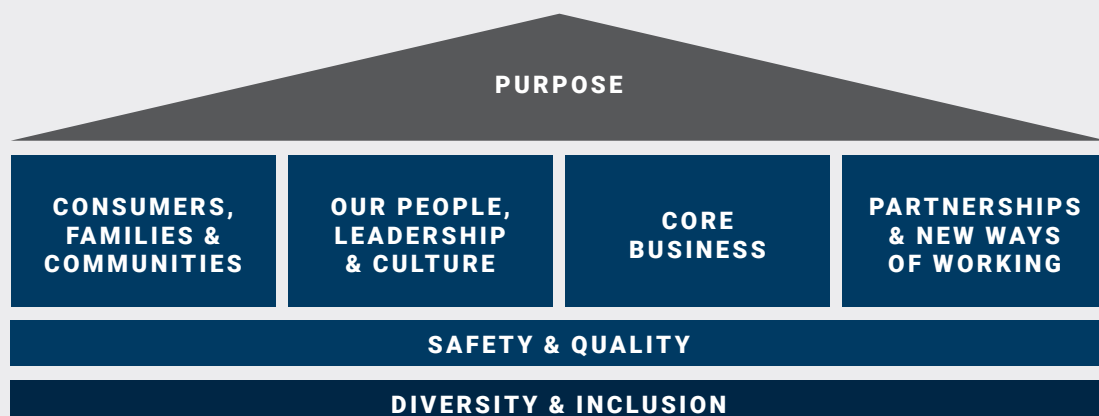 PURPOSE
CONSUMERS,
FAMILIES &
COMMUNITIES
OUR PEOPLE,
LEADERSHIP
& CULTURE
CORE
BUSINESS
PARTNERSHIPS
& NEW WAYS
OF WORKING
SAFETY & QUALITY
DIVERSITY & INCLUSION